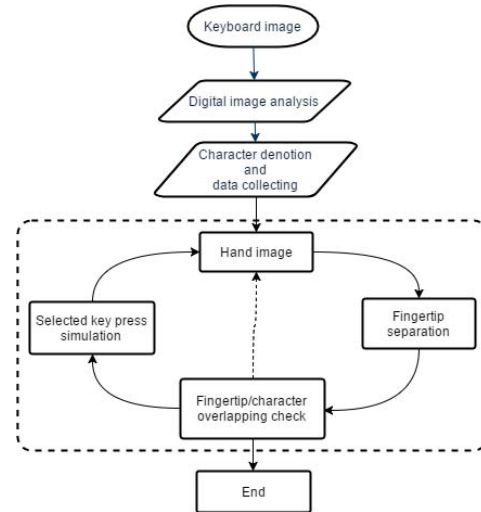 Keyboard image
Digital image analysis
Character denotion
and
data collecting
Hand image
Selected key press
simulation
Fingertip
separation
Fingertip/character
overlapping check
End